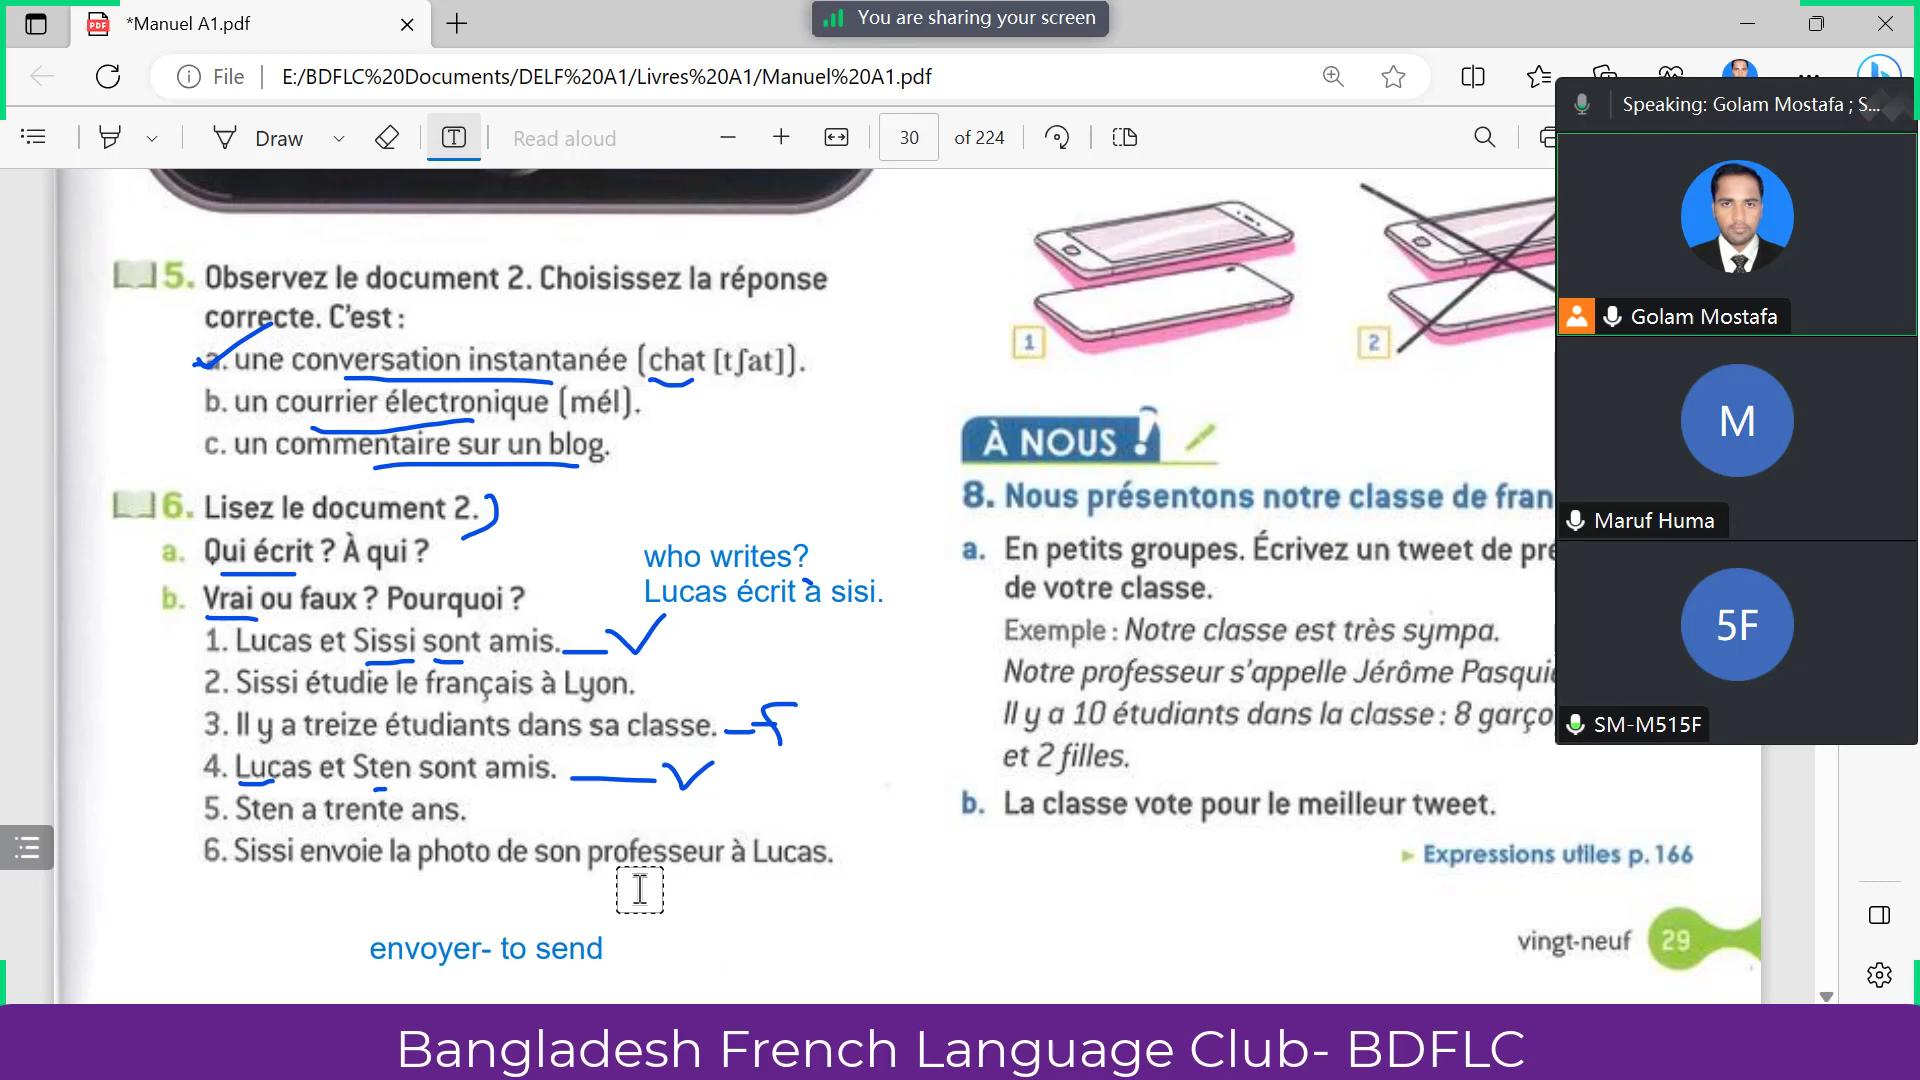 *Manuel A1.pdf
You are sharing your screen
File
E:/BDFLC%20Documents/DELF%20A1/Livres%20A1/Manuel%20A1.pdf
Draw
Read aloud
30
of 224
Speaking: Golam Mostafa ; S...
Golam Mostafa
M
Maruf Huma
5F
SM-M515F
5. Observez le document 2. Choisissez la réponse
correcte. C'est :
a. une conversation instantanée (chat [tʃat]).
b. un courrier électronique (mél).
c. un commentaire sur un blog.
6. Lisez le document 2.
a. Qui écrit ? À qui ?
who writes?
Lucas écrit à sisi.
b. Vrai ou faux ? Pourquoi ?
1. Lucas et Sissi sont amis.
2. Sissi étudie le français à Lyon.
3. Il y a treize étudiants dans sa classe. F
4. Lucas et Sten sont amis.
5. Sten a trente ans.
6. Sissi envoie la photo de son professeur à Lucas.
envoyer- to send
1
2
À NOUS !
8. Nous présentons notre classe de fran
a. En petits groupes. Écrivez un tweet de pré
de votre classe.
Exemple : Notre classe est très sympa.
Notre professeur s'appelle Jérôme Pasqui
Il y a 10 étudiants dans la classe : 8 garço
et 2 filles.
b. La classe vote pour le meilleur tweet.
Expressions utiles p. 166
vingt-neuf 29
Bangladesh French Language Club- BDFLC